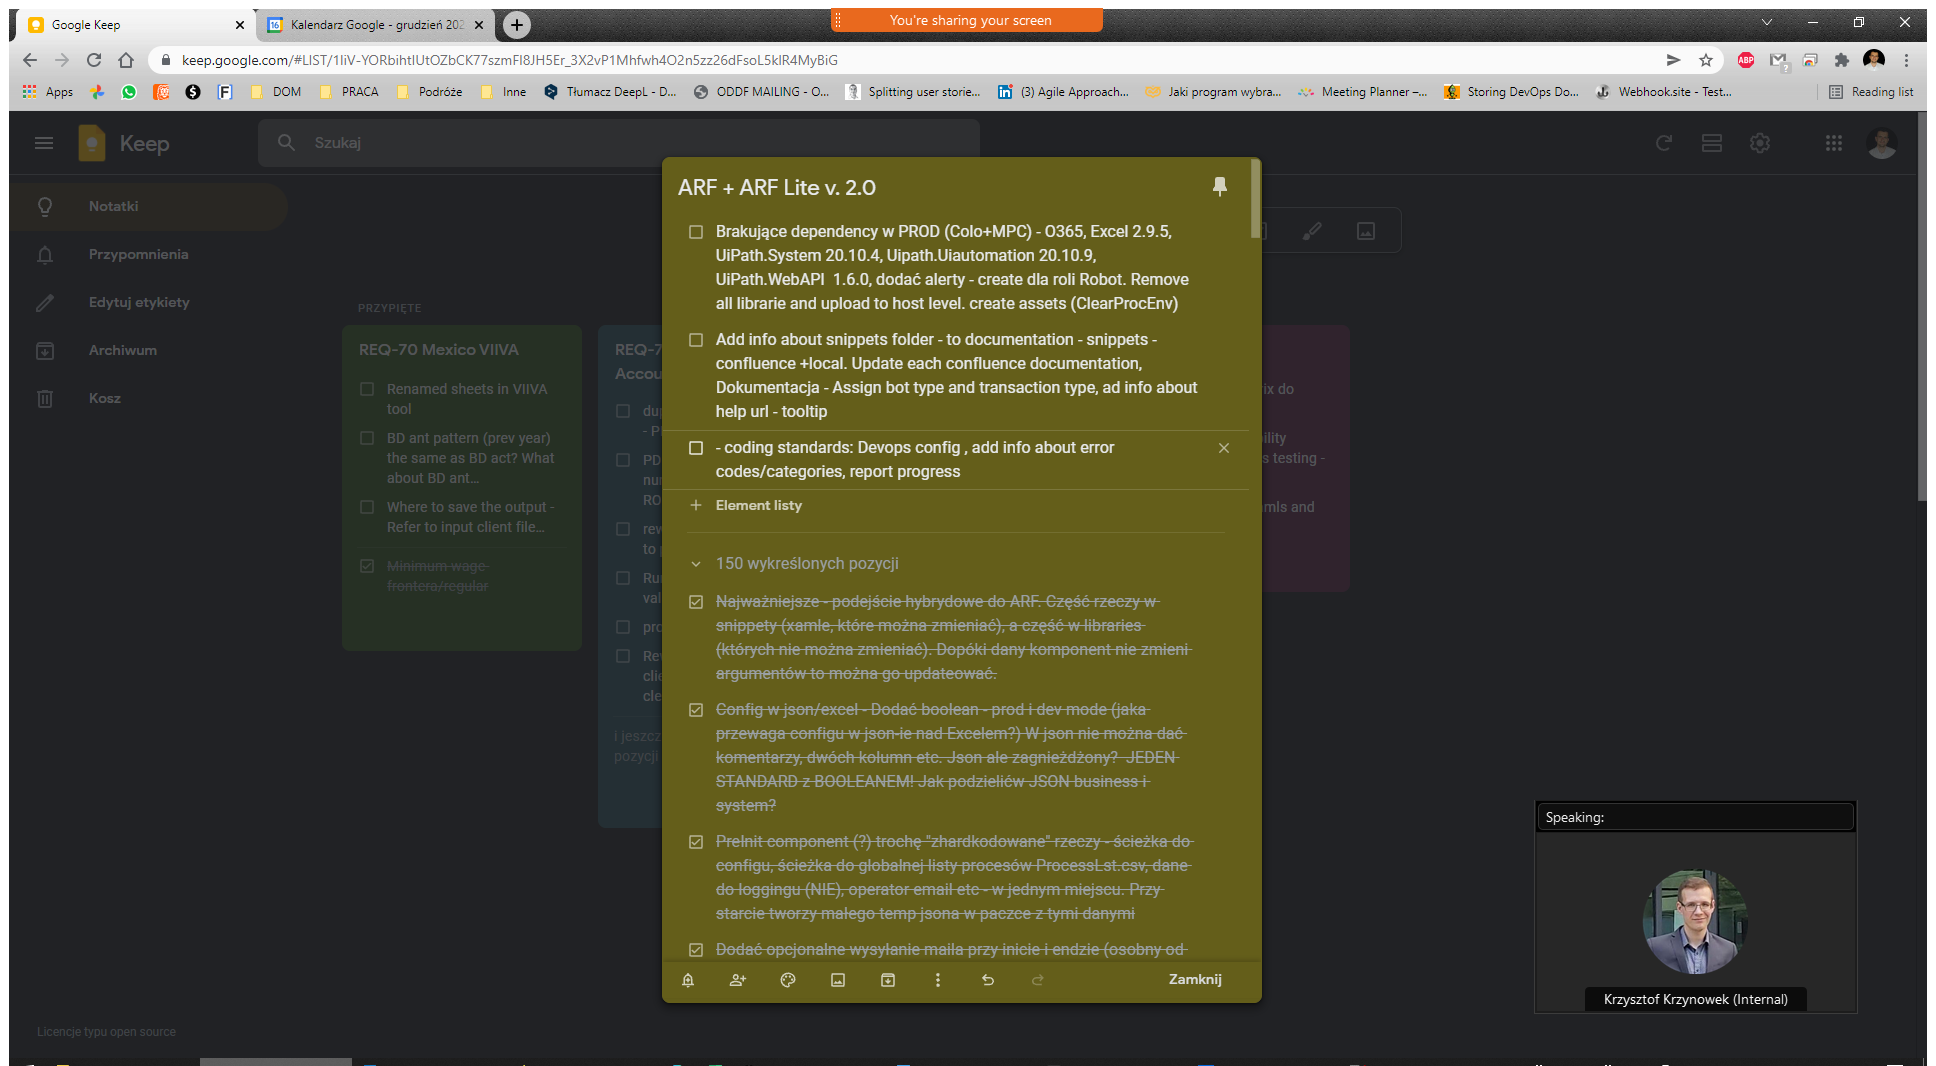 Google Keep
Kalendarz Google - grudzień 202
You're sharing your screen
keep.google.com/#LIST/
ABP
Apps
DOM
PRACA
Podróże
Inne
Tłumacz DeepL - D...
ODDF MAILING - O...
Splitting user storie...
(3) Agile Approach...
Jaki program wybra...
Meeting Planner –...
Storing DevOps Do...
Webhook.site - Test...
Reading list
Keep
Szukaj
Notatki
Przypomnienia
Edytuj etykiety
Archiwum
Kosz
Licencje typu open source
PRZYPIĘTE
REQ-70 Mexico VIIVA
Renamed sheets in VIIVA
tool
BD ant pattern (prev year)
the same as BD act? What
about BD ant...
Where to save the output -
Refer to input client file...
Minimum wage
frontera/regular
REQ-7
Accou
dup
- P
PD
nur
RO
rev
to p
Rur
val
pro
Rev
clie
cle
i jeszcz
pozycji
ARF + ARF Lite v. 2.0
Brakujące dependency w PROD (Colo+MPC) - O365, Excel 2.9.5,
UiPath.System 20.10.4, Uipath.Uiautomation 20.10.9,
UiPath.WebAPI 1.6.0, dodać alerty - create dla roli Robot. Remove
all librarie and upload to host level. create assets (ClearProcEnv)
Add info about snippets folder - to documentation - snippets -
confluence +local. Update each confluence documentation,
Dokumentacja - Assign bot type and transaction type, ad info about
help url - tooltip
- coding standards: Devops config , add info about error
codes/categories, report progress
Element listy
150 wykreślonych pozycji
Najważniejsze - podejście hybrydowe do ARF. Część rzeczy w
snippety (xamle, które można zmieniać), a część w libraries
(których nie można zmieniać). Dopóki dany komponent nie zmieni
argumentów to można go updateować.
Config w json/excel - Dodać boolean - prod i dev mode (jaka
przewaga configu w json-ie nad Excelem?) W json nie można dać
komentarzy, dwóch kolumn etc. Json ale zagnieżdżony? JEDEN
STANDARD z BOOLEANEM! Jak podzielićw JSON business i
system?
PreInit component (?) trochę "zhardkodowane" rzeczy - ścieżka do
configu, ścieżka do globalnej listy procesów ProcessLst.csv, dane
do loggingu (NIE), operator email etc - w jednym miejscu. Przy
starcie tworzy małego temp jsona w paczce z tymi danymi
Dodać opcjonalne wysyłanie maila przy inicie i endzie (osobny od
Zamknij
ix do
ility
s testing -
mls and
Speaking:
Krzysztof Krzynowek (Internal)